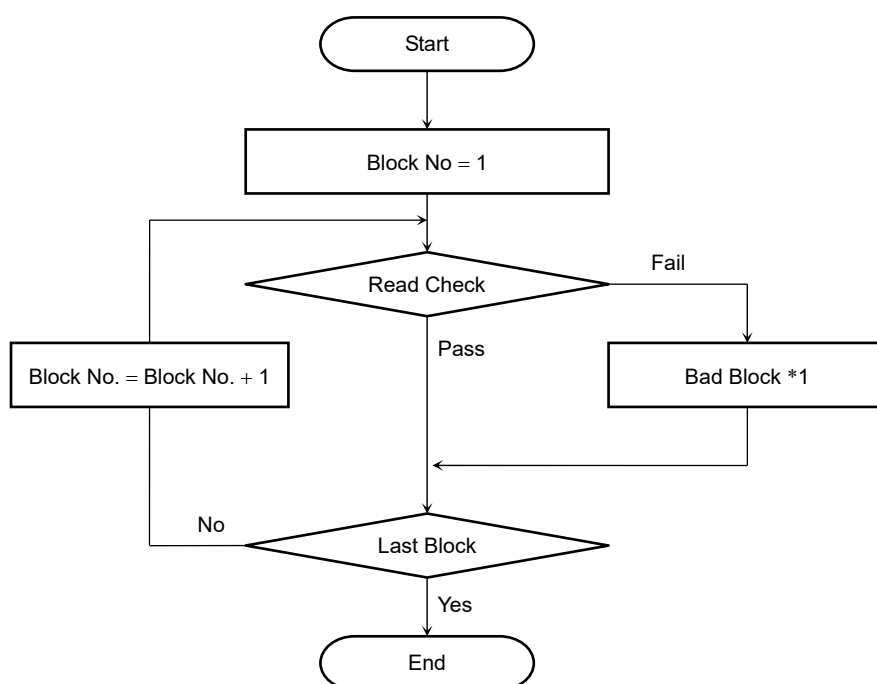 Start
Block No = 1
Read Check
Fail
Pass
Block No. = Block No. + 1
Bad Block *1
No
Last Block
Yes
End